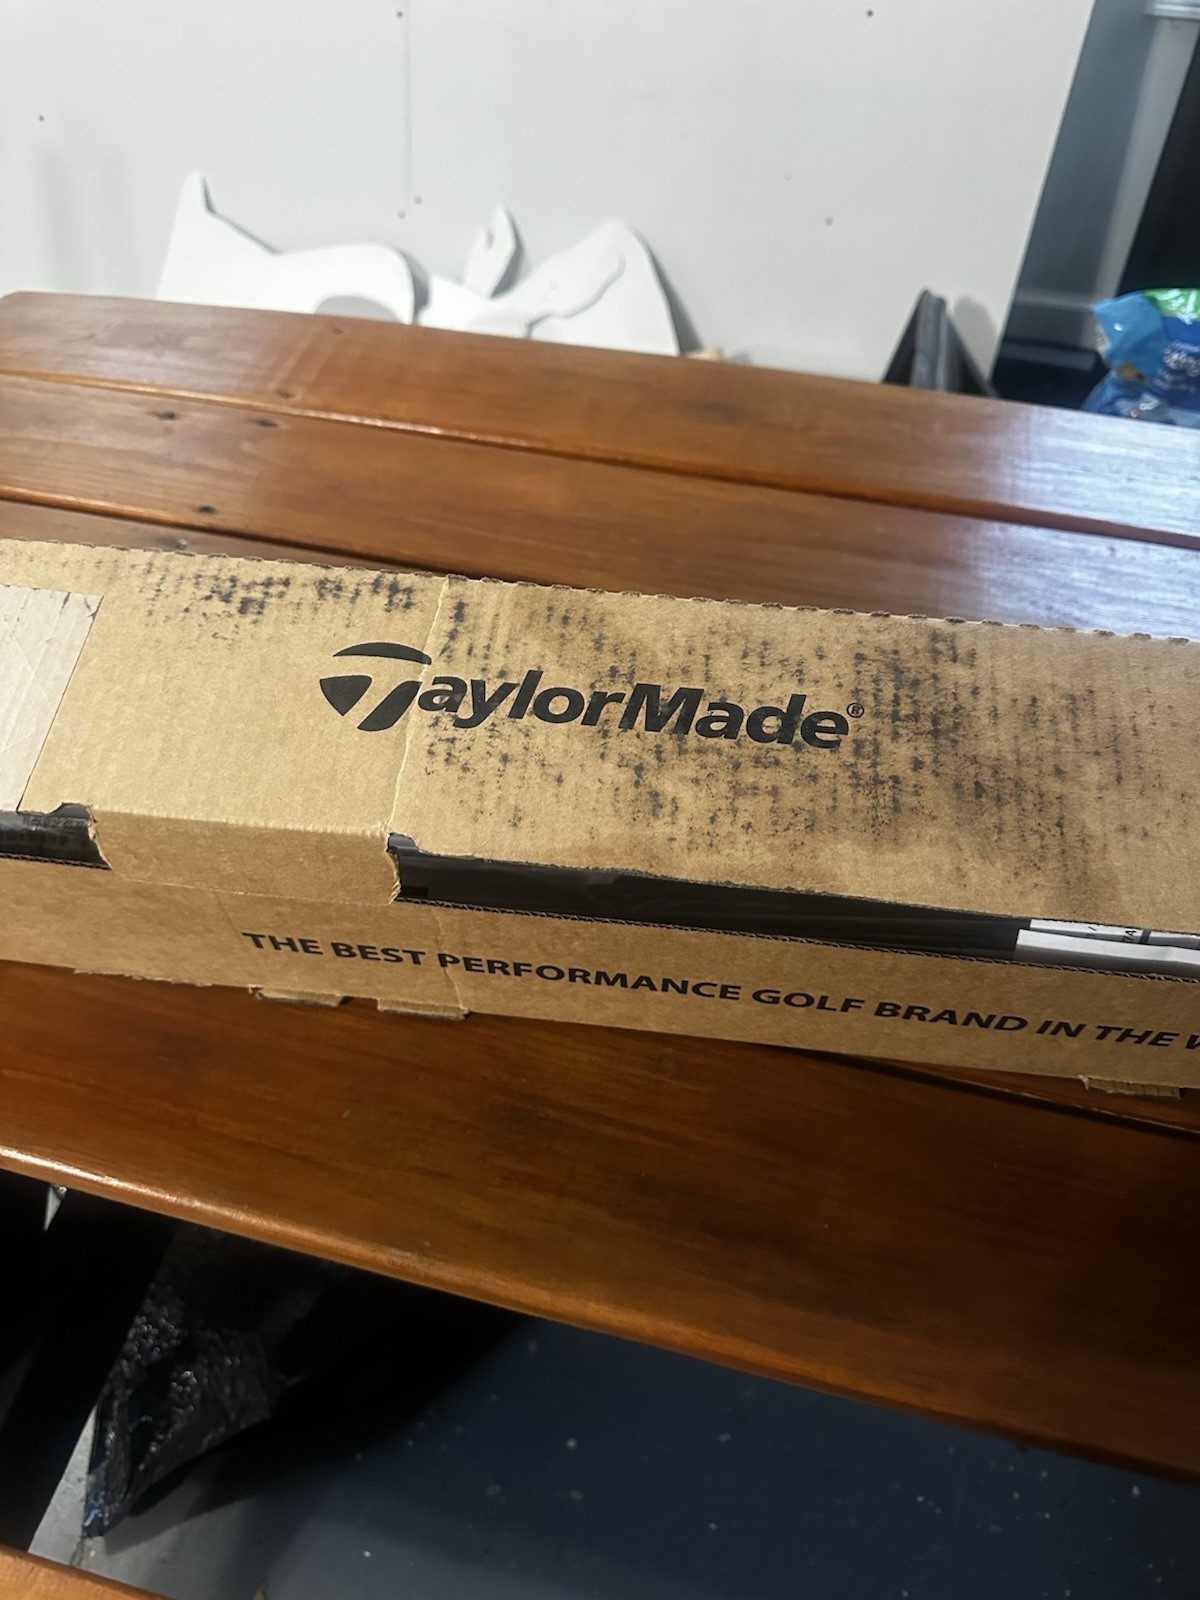 TaylorMade®
THE BEST PERFORMANCE GOLF BRAND IN THE